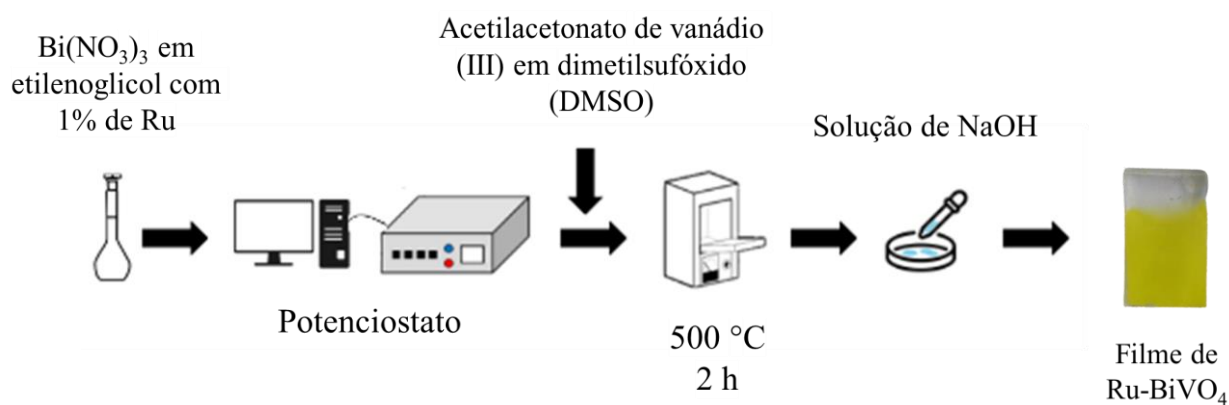 Bi(NO₃)₃ em
etilenoglicol com
1% de Ru
Acetilacetonato de vanádio
(III) em dimetilsufóxido
(DMSO)
Solução de NaOH
Potenciostato
500 °C
2 h
Filme de
Ru-BiVO₄